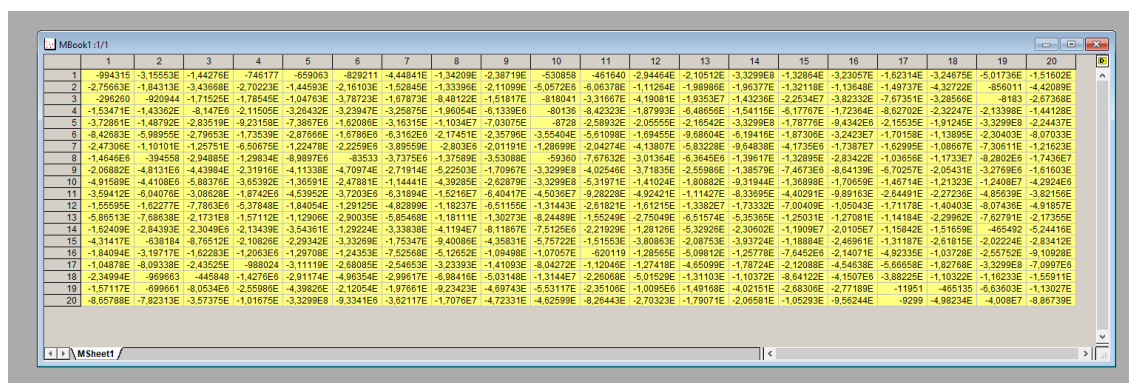 MBook1 :1/1
1 2 3 4 5 6 7 8 9 10 11 12 13 14 15 16 17 18 19 20
1 -994315 -3,15553E -1,44276E -746177 -659063 -829211 -4,44841E -1,34209E -2,38719E -530858 -461640 -2,94464E -2,10512E -3,3299E8 -1,32864E -3,23057E -1,62314E -3,24675E -5,01736E -1,51602E
2 -2,75663E -1,84313E -3,43668E -2,70223E -1,44593E -2,16103E -1,52845E -1,33396E -2,11099E -5,0572E6 -6,06378E -1,11264E -1,98986E -1,96377E -1,32118E -1,13648E -1,49737E -4,32722E -856011 -4,42089E
3 -296260 -920944 -1,71525E -1,78545E -1,04763E -3,78723E -1,67873E -8,48122E -1,51817E -818041 -3,31667E -4,19081E -1,9353E7 -1,43236E -2,2534E7 -3,82332E -7,67351E -3,28566E -8183 -2,67368E
4 -1,53471E -1,43362E -8,147E6 -2,11505E -3,26432E -3,23947E -3,25875E -1,96054E -6,1339E6 -80136 -8,42323E -1,87993E -6,48656E -1,54115E -6,17767E -1,72364E -8,62702E -2,32247E -2,13398E -1,44128E
5 -3,72861E -1,48792E -2,83519E -9,23158E -7,3867E6 -1,62086E -3,16315E -1,1034E7 -7,03075E -8728 -2,58932E -2,05555E -2,16542E -3,3299E8 -1,78776E -9,4342E6 -2,15535E -1,91245E -3,3299E8 -2,24437E
6 -8,42683E -5,98955E -2,79653E -1,73539E -2,87666E -1,6786E6 -6,3162E6 -2,17451E -2,35796E -3,55404E -5,61098E -1,69455E -9,68604E -6,19416E -1,87306E -3,2423E7 -1,70158E -1,13895E -2,30403E -8,07033E
7 -2,47306E -1,10101E -1,25751E -6,50675E -1,22478E -2,2259E6 -3,89559E -2,803E6 -2,01191E -1,28699E -2,04274E -4,13807E -5,83228E -9,64838E -4,1735E6 -1,7387E7 -1,62995E -1,08667E -7,30611E -1,21623E
8 -1,4646E6 -394558 -2,94885E -1,29834E -8,9897E6 -83533 -3,7375E6 -1,37589E -3,53088E -59360 -7,67632E -3,01364E -6,3645E6 -1,39617E -1,32895E -2,83422E -1,03656E -1,1733E7 -8,2802E6 -1,7436E7
9 -2,06882E -4,8131E6 -4,43984E -2,31916E -4,11338E -4,70974E -2,71914E -5,22503E -1,70967E -3,3299E8 -4,02546E -3,71835E -2,55986E -1,38579E -7,4673E6 -8,64139E -6,70257E -2,05431E -3,2769E6 -1,61603E
10 -4,91589E -4,4108E6 -5,88376E -3,65392E -1,36591E -2,47881E -1,14441E -4,39285E -2,62879E -3,3299E8 -5,31971E -1,41024E -1,80882E -9,31944E -1,36898E -1,70659E -1,46714E -1,21323E -1,2408E7 -4,2924E6
11 -3,59412E -6,04076E -3,08628E -1,8742E6 -4,53952E -3,7203E6 -6,31894E -1,5216E7 -6,40417E -4,5036E7 -9,28228E -4,92421E -1,11427E -8,3695E -4,40291E -9,89163E -2,64491E -2,27236E -4,85639E -3,82156E
12 -1,55595E -1,62277E -7,7863E6 -5,37848E -1,84054E -1,29125E -4,82899E -1,18237E -6,51155E -1,31443E -2,61821E -1,61215E -1,3382E7 -1,73332E -7,00409E -1,05043E -1,71178E -1,40403E -8,07436E -4,91857E
13 -5,86513E -7,68638E -2,1731E8 -1,57112E -1,12906E -2,90035E -5,85468E -1,18111E -1,30273E -8,24489E -1,55249E -2,75049E -6,51574E -5,35365E -1,25031E -1,27081E -1,14184E -2,29962E -7,62791E -2,17355E
14 -1,62409E -2,84393E -2,3049E6 -2,13439E -3,54361E -1,29224E -3,33838E -4,1194E7 -8,11867E -7,5125E6 -2,21929E -1,28126E -5,32926E -2,30602E -1,1909E7 -2,0105E7 -1,15842E -1,51659E -465492 -5,24416E
15 -4,31417E -638184 -8,76512E -2,10826E -2,29342E -3,33269E -1,75347E -9,40086E -4,35831E -5,75722E -1,51553E -3,80863E -2,08753E -3,93724E -1,18884E -2,46961E -1,31187E -2,61815E -2,02224E -2,83412E
16 -1,84094E -3,19717E -1,62283E -1,2063E6 -1,29708E -1,24353E -7,52568E -5,12652E -1,09498E -1,07057E -620119 -1,28565E -5,09812E -1,25778E -7,6452E6 -2,14071E -4,92335E -1,03728E -2,55752E -9,10928E
17 -1,04878E -8,09338E -2,43525E -988024 -3,11119E -2,68085E -2,54653E -3,23393E -1,41093E -8,04272E -1,12046E -1,27418E -4,65099E -1,78724E -2,12088E -4,54638E -5,66658E -1,82768E -3,3299E8 -7,0997E6
18 -2,34994E -969663 -445848 -1,4276E6 -2,91174E -4,96354E -2,99617E -5,98416E -5,03148E -1,3144E7 -2,26068E -5,01529E -1,31103E -1,10372E -8,64122E -4,1507E6 -3,88225E -1,10322E -1,16233E -1,55911E
19 -1,57117E -699661 -8,0534E6 -2,55986E -4,39826E -2,12054E -1,97661E -9,23423E -4,69743E -5,53117E -2,35106E -1,0095E6 -1,49168E -4,02151E -2,68306E -2,77189E -11951 -465135 -6,63603E -1,13027E
20 -8,65788E -7,82313E -3,57375E -1,01675E -3,3299E8 -9,3341E6 -3,62117E -1,7076E7 -4,72331E -4,62599E -8,26443E -2,70323E -1,79071E -2,06581E -1,05293E -9,56244E -9299 -4,98234E -4,008E7 -8,86739E
MSheet1